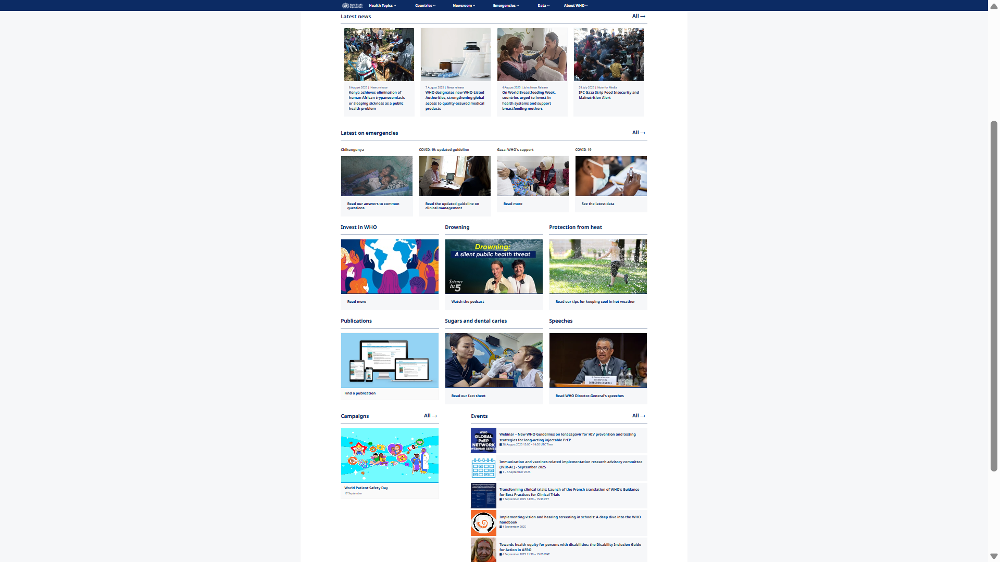 World Health
Organization
Health Topics
Countries
Newsroom
Emergencies
Data
About WHO
Latest news
All →
8 August 2025 | News release
Kenya achieves elimination of
human African trypanosomiasis
or sleeping sickness as a public
health problem
7 August 2025 | News release
WHO designates new WHO-Listed
Authorities, strengthening global
access to quality-assured medical
products
4 August 2025 | Joint News Release
On World Breastfeeding Week,
countries urged to invest in
health systems and support
breastfeeding mothers
29 July 2025 | Note for Media
IPC Gaza Strip Food Insecurity and
Malnutrition Alert
Latest on emergencies
All →
Chikungunya
Read our answers to common
questions
COVID-19: updated guideline
Read the updated guideline on
clinical management
Gaza: WHO's support
Read more
COVID-19
See the latest data
Invest in WHO
Read more
Drowning
Drowning:
A silent public health threat
Science
in 5
Watch the podcast
Protection from heat
Read our tips for keeping cool in hot weather
Publications
Find a publication
Sugars and dental caries
Read our fact sheet
Speeches
DIRECTOR-GENERAL
Read WHO Director-General's speeches
Campaigns
All →
World Patient Safety Day
17 September
Events
All →
WHO
GLOBAL
PrEP
NETWORK
WEBINAR SERIES
Webinar – New WHO Guidelines on lenacapavir for HIV prevention and testing
strategies for long-acting injectable PrEP
28 August 2025 13:00 – 14:00 UTC Time
Immunization and vaccines related implementation research advisory committee
(IVIR-AC) - September 2025
1 – 5 September 2025
Transforming clinical trials: Launch of the French translation of WHO's Guidance
for Best Practices for Clinical Trials
3 September 2025 14:00 – 15:30 CET
Implementing vision and hearing screening in schools: A deep dive into the WHO
handbook
4 September 2025
Towards health equity for persons with disabilities: the Disability Inclusion Guide
for Action in AFRO
4 September 2025 11:30 – 13:00 WAT